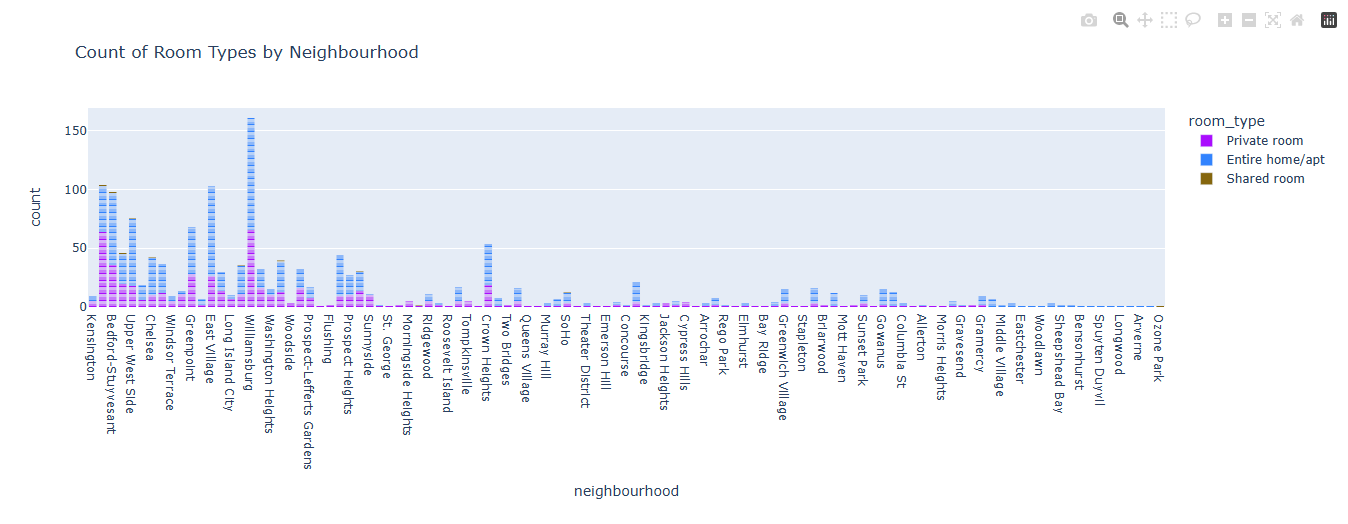 Count of Room Types by Neighbourhood
150
100
50
0
count
room_type
Private room
Entire home/apt
Shared room
Kensington
Bedford-Stuyvesant
Upper West Side
Chelsea
Windsor Terrace
Greenpoint
East Village
Long Island City
Williamsburg
Washington Heights
Woodside
Prospect-Lefferts Gardens
Flushing
Prospect Heights
Sunnyside
St. George
Morningside Heights
Ridgewood
Roosevelt Island
Tompkinsville
Crown Heights
Two Bridges
Queens Village
Murray Hill
SoHo
Theater District
Emerson Hill
Concourse
Kingsbridge
Jackson Heights
Cypress Hills
Arrochar
Rego Park
Elmhurst
Bay Ridge
Greenwich Village
Stapleton
Briarwood
Mott Haven
Sunset Park
Gowanus
Columbia St
Allerton
Morris Heights
Gravesend
Gramercy
Middle Village
Eastchester
Woodlawn
Sheepshead Bay
Bensonhurst
Spuyten Duyvil
Longwood
Arverne
Ozone Park
neighbourhood